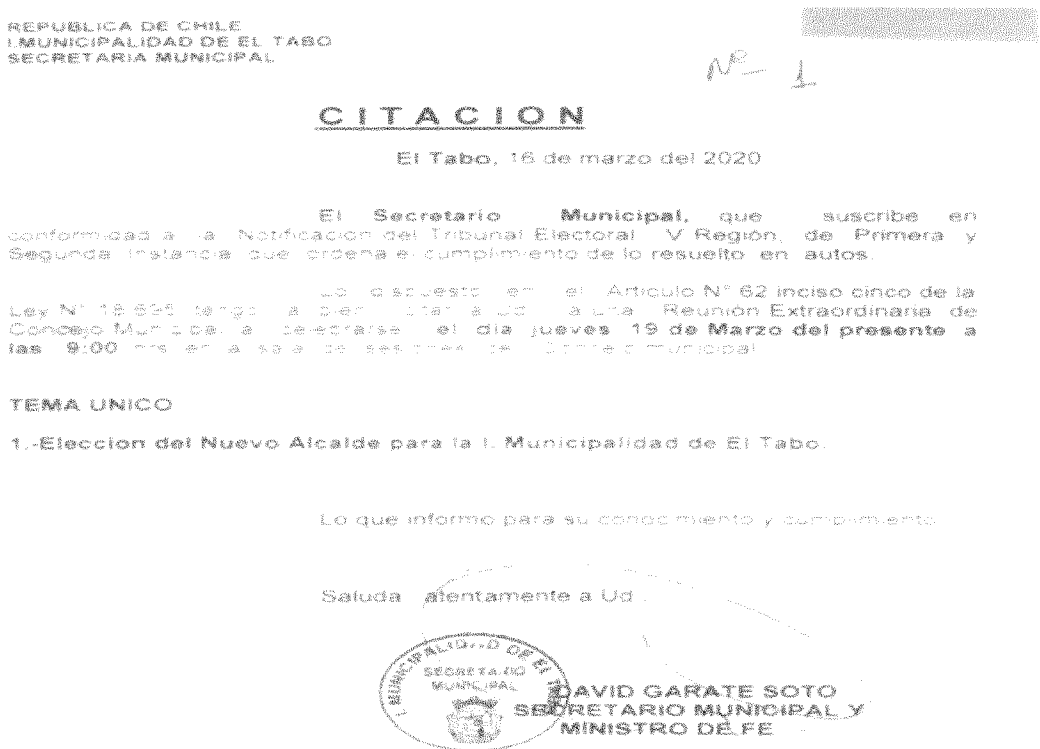 REPUBLICA DE CHILE
I.MUNICIPALIDAD DE EL TABO
SECRETARIA MUNICIPAL
Nº 1
CITACION
El Tabo, 16 de marzo del 2020
El Secretario Municipal, que suscribe en
conformidad a la Notificacion del Tribunal Electoral V Región, de Primera y
Segunda Instancia que ordena el cumplimiento de lo resuelto en autos.
Lo dispuesto en el Articulo N° 62 inciso cinco de la
Ley N° 18.695 tengo a bien citar a Ud. a una Reunión Extraordinaria de
Concejo Municipal a celebrarse el día jueves 19 de Marzo del presente a
las 9:00 hrs en la sala de sesiones del Concejo municipal
TEMA UNICO
1.-Eleccion del Nuevo Alcalde para la I. Municipalidad de El Tabo.
Lo que informo para su conocimiento y cumplimiento
Saluda atentamente a Ud.
I. MUNICIPALIDAD DE EL
SECRETARIO
MUNICIPAL
DAVID GARATE SOTO
SECRETARIO MUNICIPAL Y
MINISTRO DE FE